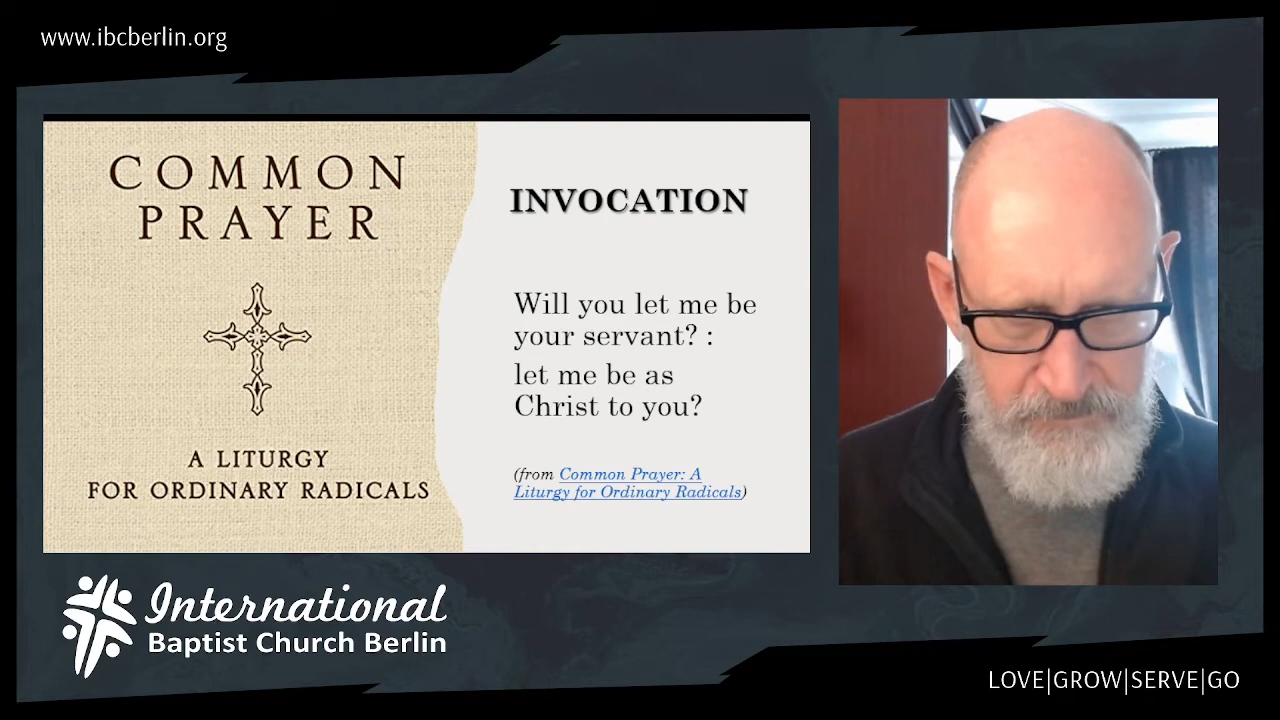 www.ibcberlin.org
COMMON
PRAYER
A LITURGY
FOR ORDINARY RADICALS
INVOCATION
Will you let me be
your servant? :
let me be as
Christ to you?
(from Common Prayer: A
Liturgy for Ordinary Radicals)
International
Baptist Church Berlin
LOVE|GROW|SERVE|GO